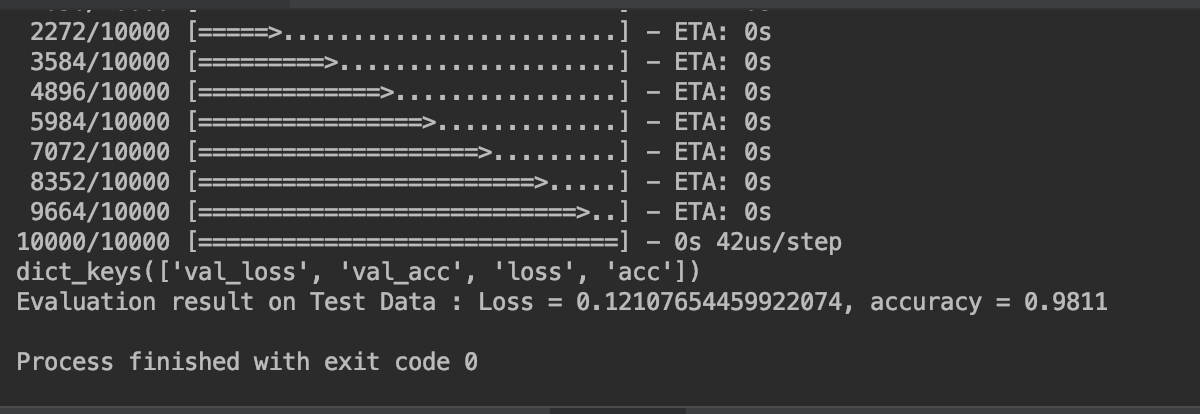 2272/10000 [=====>........................] - ETA: 0s
3584/10000 [=========>....................] - ETA: 0s
4896/10000 [=============>................] - ETA: 0s
5984/10000 [================>.............] - ETA: 0s
7072/10000 [====================>.........] - ETA: 0s
8352/10000 [========================>.....] - ETA: 0s
9664/10000 [===========================>..] - ETA: 0s
10000/10000 [==============================] - 0s 42us/step
dict_keys(['val_loss', 'val_acc', 'loss', 'acc'])
Evaluation result on Test Data : Loss = 0.12107654459922074, accuracy = 0.9811
Process finished with exit code 0